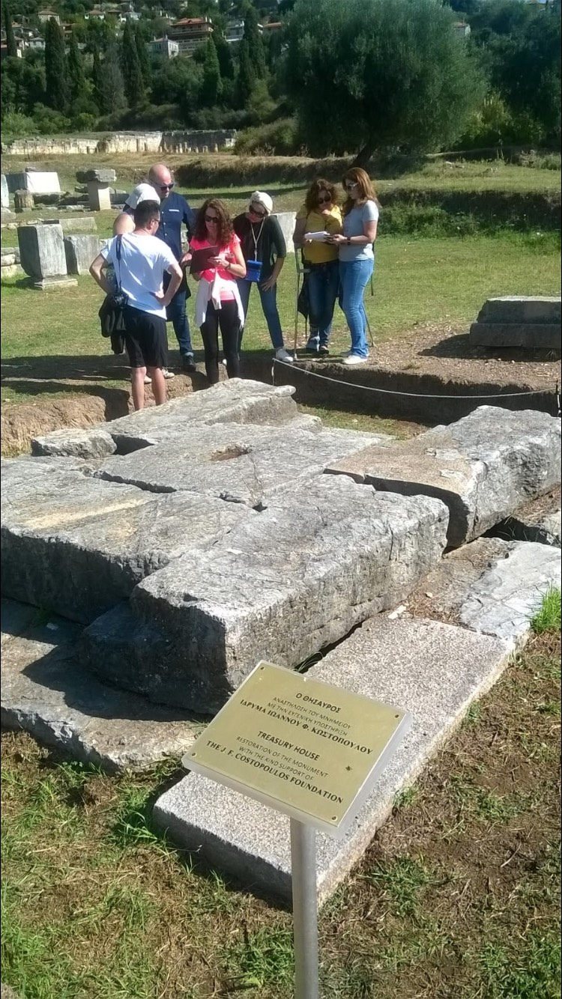 Ο ΘΗΣΑΥΡΟΣ
ΑΝΑΣΤΗΛΩΣΗ ΤΟΥ ΜΝΗΜΕΙΟΥ
ΜΕ ΤΗΝ ΕΥΓΕΝΙΚΗ ΥΠΟΣΤΗΡΙΞΗ
ΙΔΡΥΜΑ ΙΩΑΝΝΟΥ Φ. ΚΩΣΤΟΠΟΥΛΟΥ
TREASURY HOUSE
RESTORATION OF THE MONUMENT
WITH THE KIND SUPPORT OF
THE J. F. COSTOPOULOS FOUNDATION